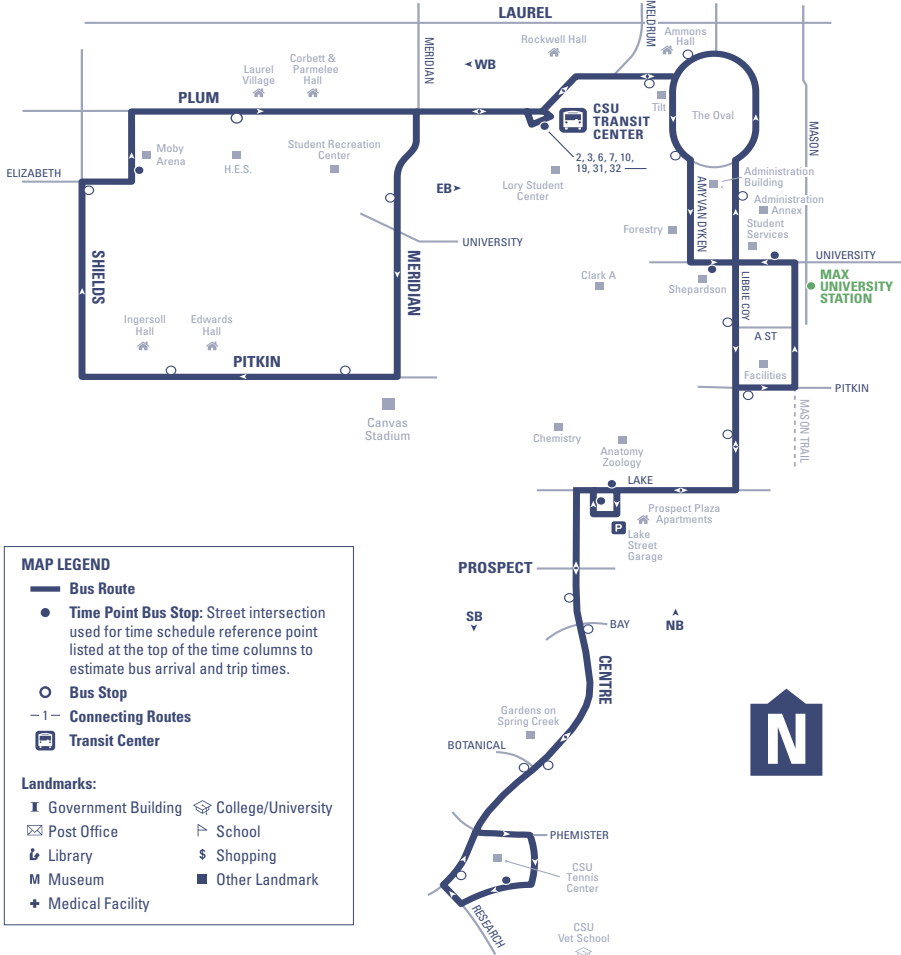 LAUREL
MELDRUM
Ammons
Hall
Rockwell Hall
MERIDIAN
WB
Corbett &
Parmelee
Hall
Laurel
Village
PLUM
CSU
TRANSIT
CENTER
Tilt
The Oval
MASON
Moby
Arena
H.E.S.
Student Recreation
Center
2, 3, 6, 7, 10,
19, 31, 32
ELIZABETH
EB
Lory Student
Center
AMY VAN DYKEN
Administration
Building
Administration
Annex
Student
Services
Forestry
UNIVERSITY
UNIVERSITY
SHIELDS
MERIDIAN
Clark A
Shepardson
LIBBIE COY
MAX
UNIVERSITY
STATION
Ingersoll
Hall
Edwards
Hall
A ST
PITKIN
Facilities
PITKIN
MASON TRAIL
Canvas
Stadium
Chemistry
Anatomy
Zoology
LAKE
Prospect Plaza
Apartments
P
Lake
Street
Garage
PROSPECT
SB
NB
BAY
CENTRE
Gardens on
Spring Creek
BOTANICAL
N
PHEMISTER
CSU
Tennis
Center
RESEARCH
CSU
Vet School
MAP LEGEND
Bus Route
Time Point Bus Stop: Street intersection
used for time schedule reference point
listed at the top of the time columns to
estimate bus arrival and trip times.
Bus Stop
1 Connecting Routes
Transit Center
Landmarks:
Government Building
College/University
Post Office
School
Library
$ Shopping
M Museum
Other Landmark
Medical Facility